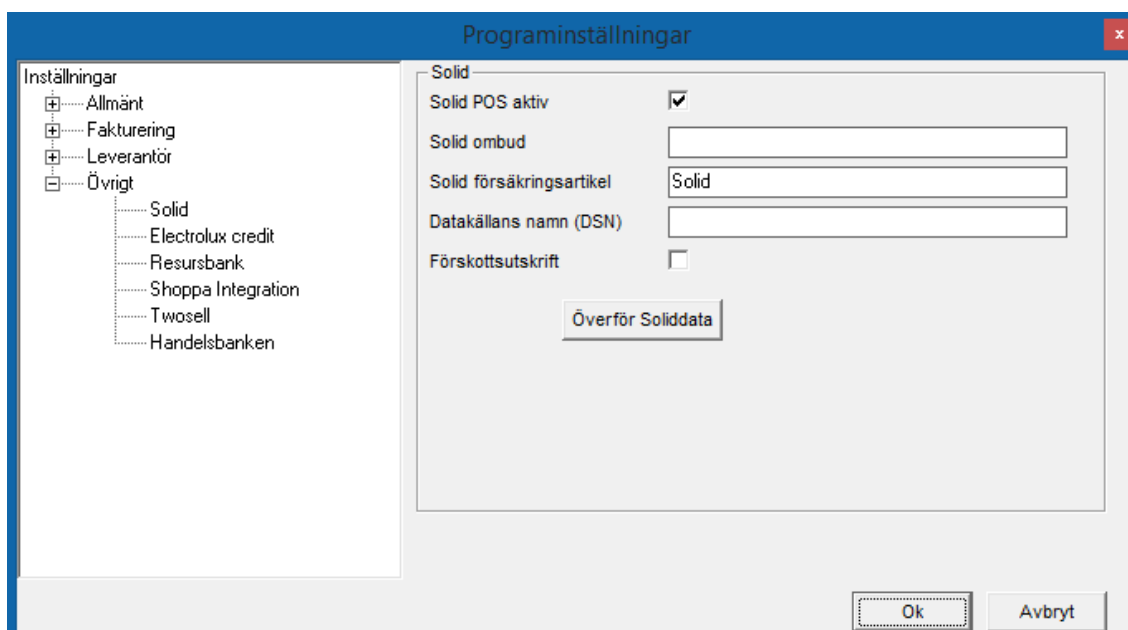 Programinställningar
x
Inställningar
Allmänt
Fakturering
Leverantör
Övrigt
Solid
Electrolux credit
Resursbank
Shoppa Integration
Twosell
Handelsbanken
Solid
Solid POS aktiv
Solid ombud
Solid försäkringsartikel Solid
Datakällans namn (DSN)
Förskottsutskrift
Överför Soliddata
Ok Avbryt